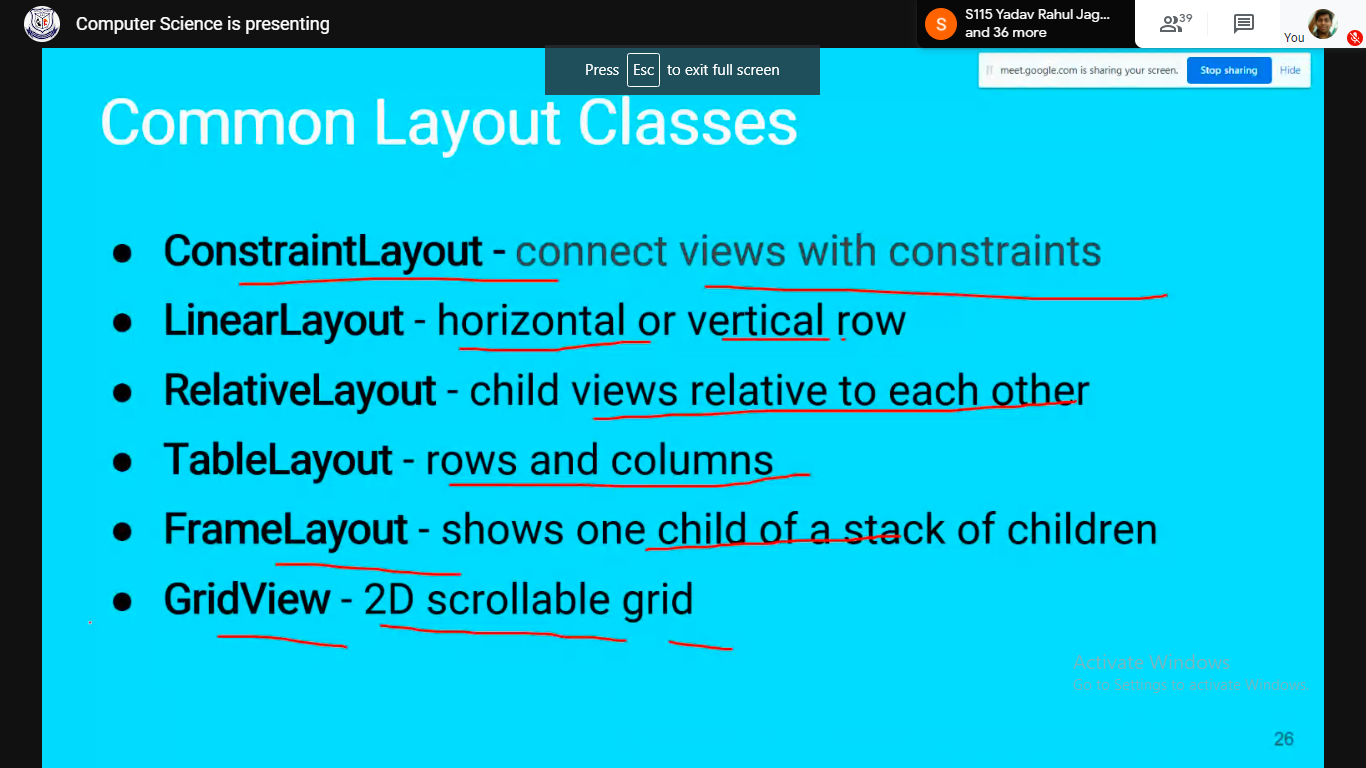 Computer Science is presenting
S115 Yadav Rahul Jag...
and 36 more
39
You
Press Esc to exit full screen
meet.google.com is sharing your screen. Stop sharing Hide
Common Layout Classes
● ConstraintLayout - connect views with constraints
● LinearLayout - horizontal or vertical row
● RelativeLayout - child views relative to each other
● TableLayout - rows and columns
● FrameLayout - shows one child of a stack of children
● GridView - 2D scrollable grid
Activate Windows
Go to Settings to activate Windows.
26
S